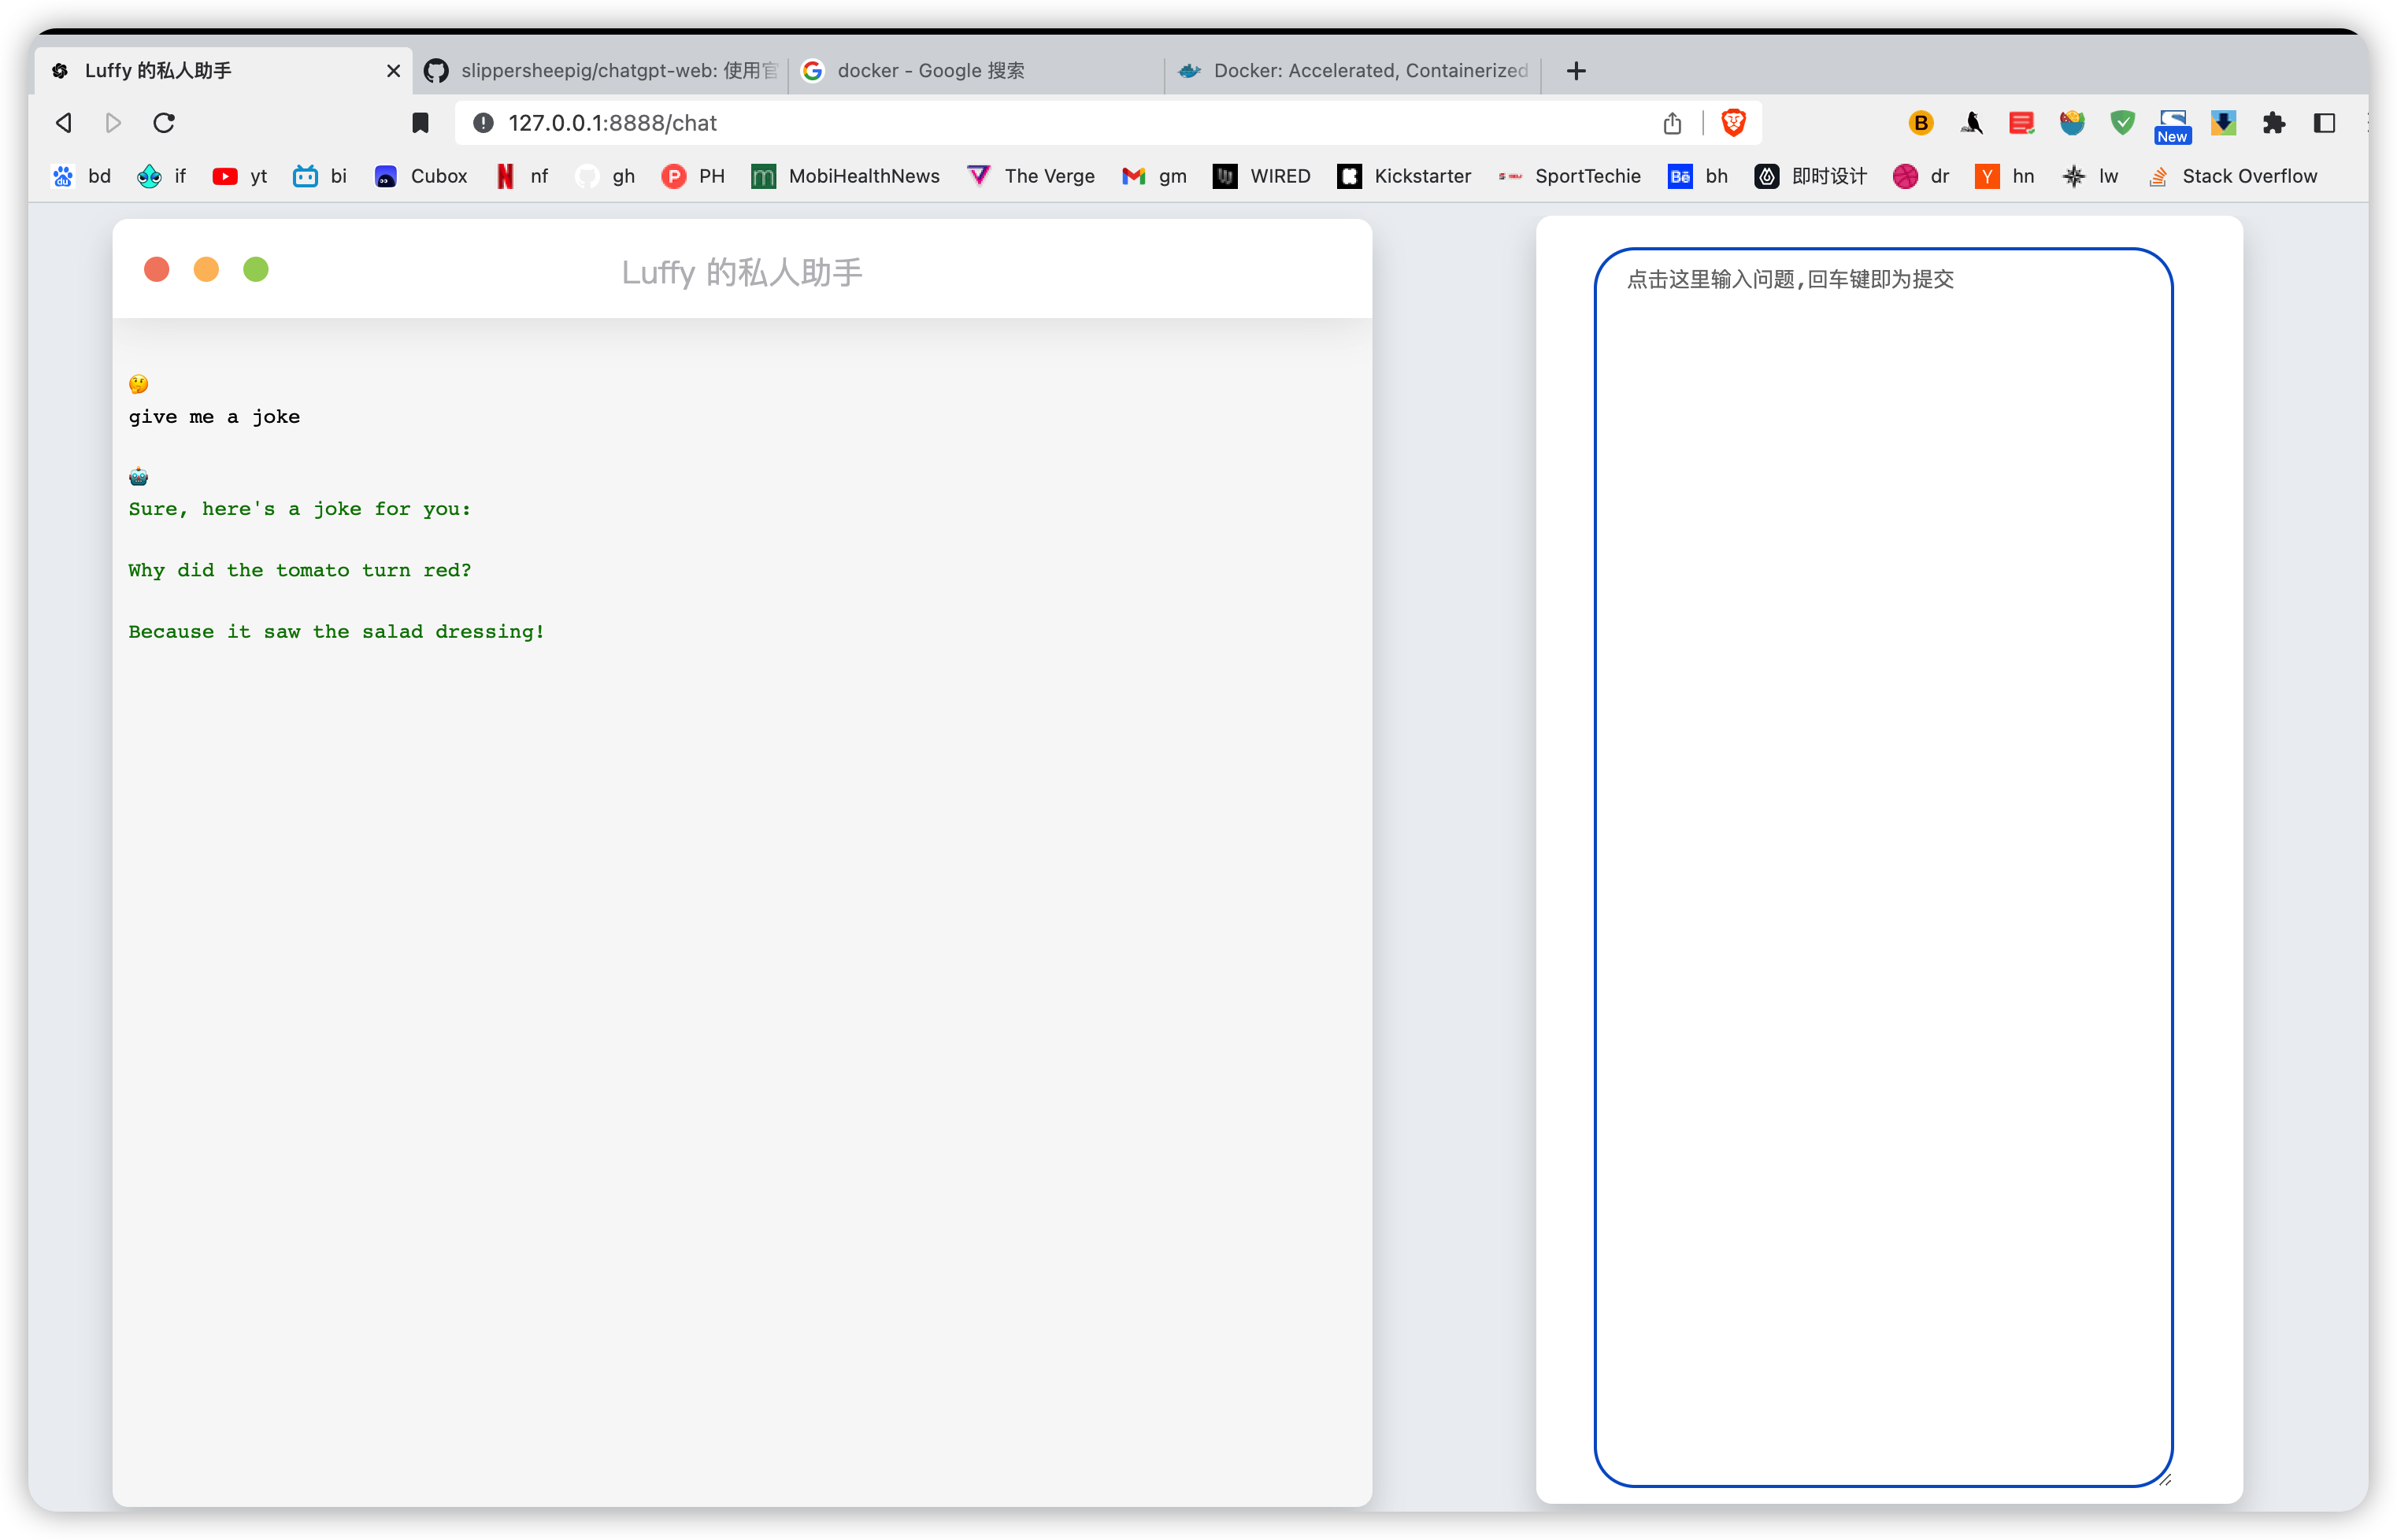 Luffy 的私人助手
slippersheepig/chatgpt-web: 使用官
docker - Google 搜索
Docker: Accelerated, Containerized
127.0.0.1:8888/chat
B
New
du bd
if
yt
bi
Cubox
N nf
gh
P PH
m MobiHealthNews
The Verge
gm
W WIRED
K Kickstarter
SportTechie
Bē bh
即时设计
dr
Y hn
lw
Stack Overflow
Luffy 的私人助手
give me a joke
Sure, here's a joke for you:
Why did the tomato turn red?
Because it saw the salad dressing!
点击这里输入问题,回车键即为提交